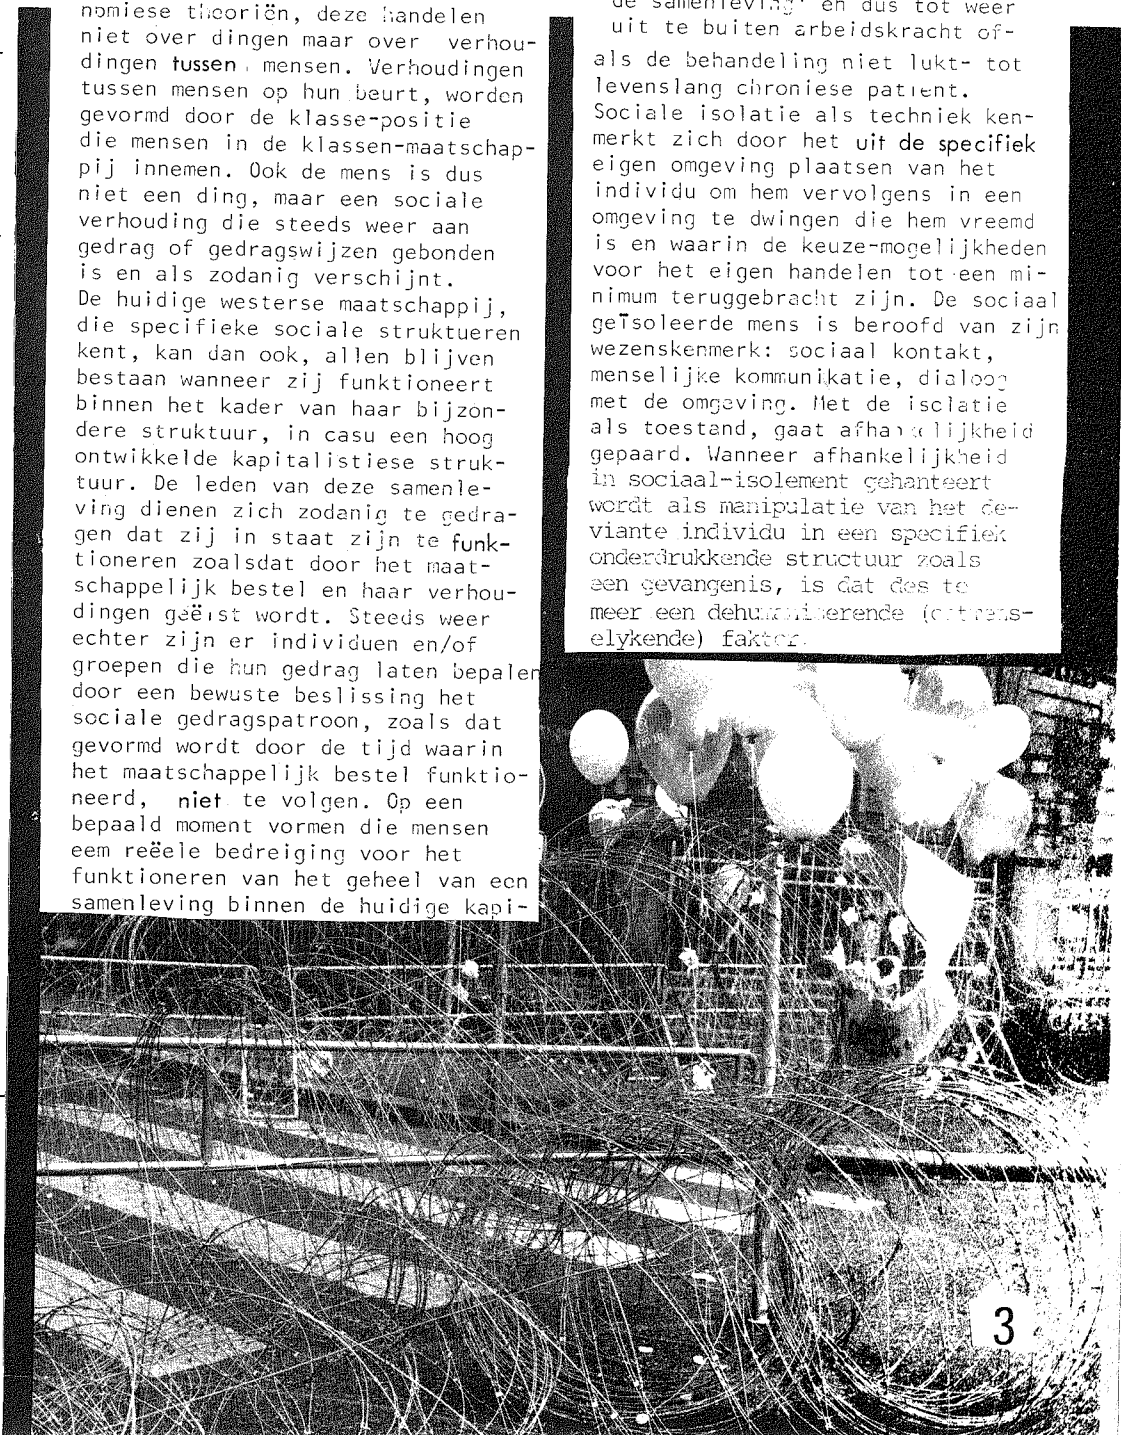 nomiese theoriën, deze handelen
niet over dingen maar over verhou-
dingen tussen mensen. Verhoudingen
tussen mensen op hun beurt, worden
gevormd door de klasse-positie
die mensen in de klassen-maatschap-
pij innemen. Ook de mens is dus
niet een ding, maar een sociale
verhouding die steeds weer aan
gedrag of gedragswijzen gebonden
is en als zodanig verschijnt.
De huidige westerse maatschappij,
die specifieke sociale struktueren
kent, kan dan ook, allen blijven
bestaan wanneer zij funktioneert
binnen het kader van haar bijzon-
dere struktuur, in casu een hoog
ontwikkelde kapitalistiese struk-
tuur. De leden van deze samenle-
ving dienen zich zodanig te gedra-
gen dat zij in staat zijn te funk-
tioneren zoalsdat door het maat-
schappelijk bestel en haar verhou-
dingen geëist wordt. Steeds weer
echter zijn er individuen en/of
groepen die hun gedrag laten bepalen
door een bewuste beslissing het
sociale gedragspatroon, zoals dat
gevormd wordt door de tijd waarin
het maatschappelijk bestel funktio-
neerd, niet te volgen. Op een
bepaald moment vormen die mensen
eem reëele bedreiging voor het
funktioneren van het geheel van een
samenleving binnen de huidige kapi-
de samenleving' en dus tot weer
uit te buiten arbeidskracht of-
als de behandeling niet lukt- tot
levenslang chroniese patient.
Sociale isolatie als techniek ken-
merkt zich door het uit de specifiek
eigen omgeving plaatsen van het
individu om hem vervolgens in een
omgeving te dwingen die hem vreemd
is en waarin de keuze-mogelijkheden
voor het eigen handelen tot een mi-
nimum teruggebracht zijn. De sociaal
geïsoleerde mens is beroofd van zijn
wezenskenmerk: sociaal kontakt,
menselijke kommunikatie, dialoog
met de omgeving. Met de isolatie
als toestand, gaat afhankelijkheid
gepaard. Wanneer afhankelijkheid
in sociaal-isolement gehanteert
wordt als manipulatie van het de-
viante individu in een specifiek
onderdrukkende structuur zoals
een gevangenis, is dat des te
meer een dehumaniserende (ontmens-
elykende) faktor.
3